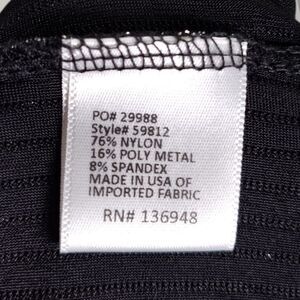 PO# 29988
Style# 59812
76% NYLON
16% POLY METAL
8% SPANDEX
MADE IN USA OF
IMPORTED FABRIC
RN# 136948